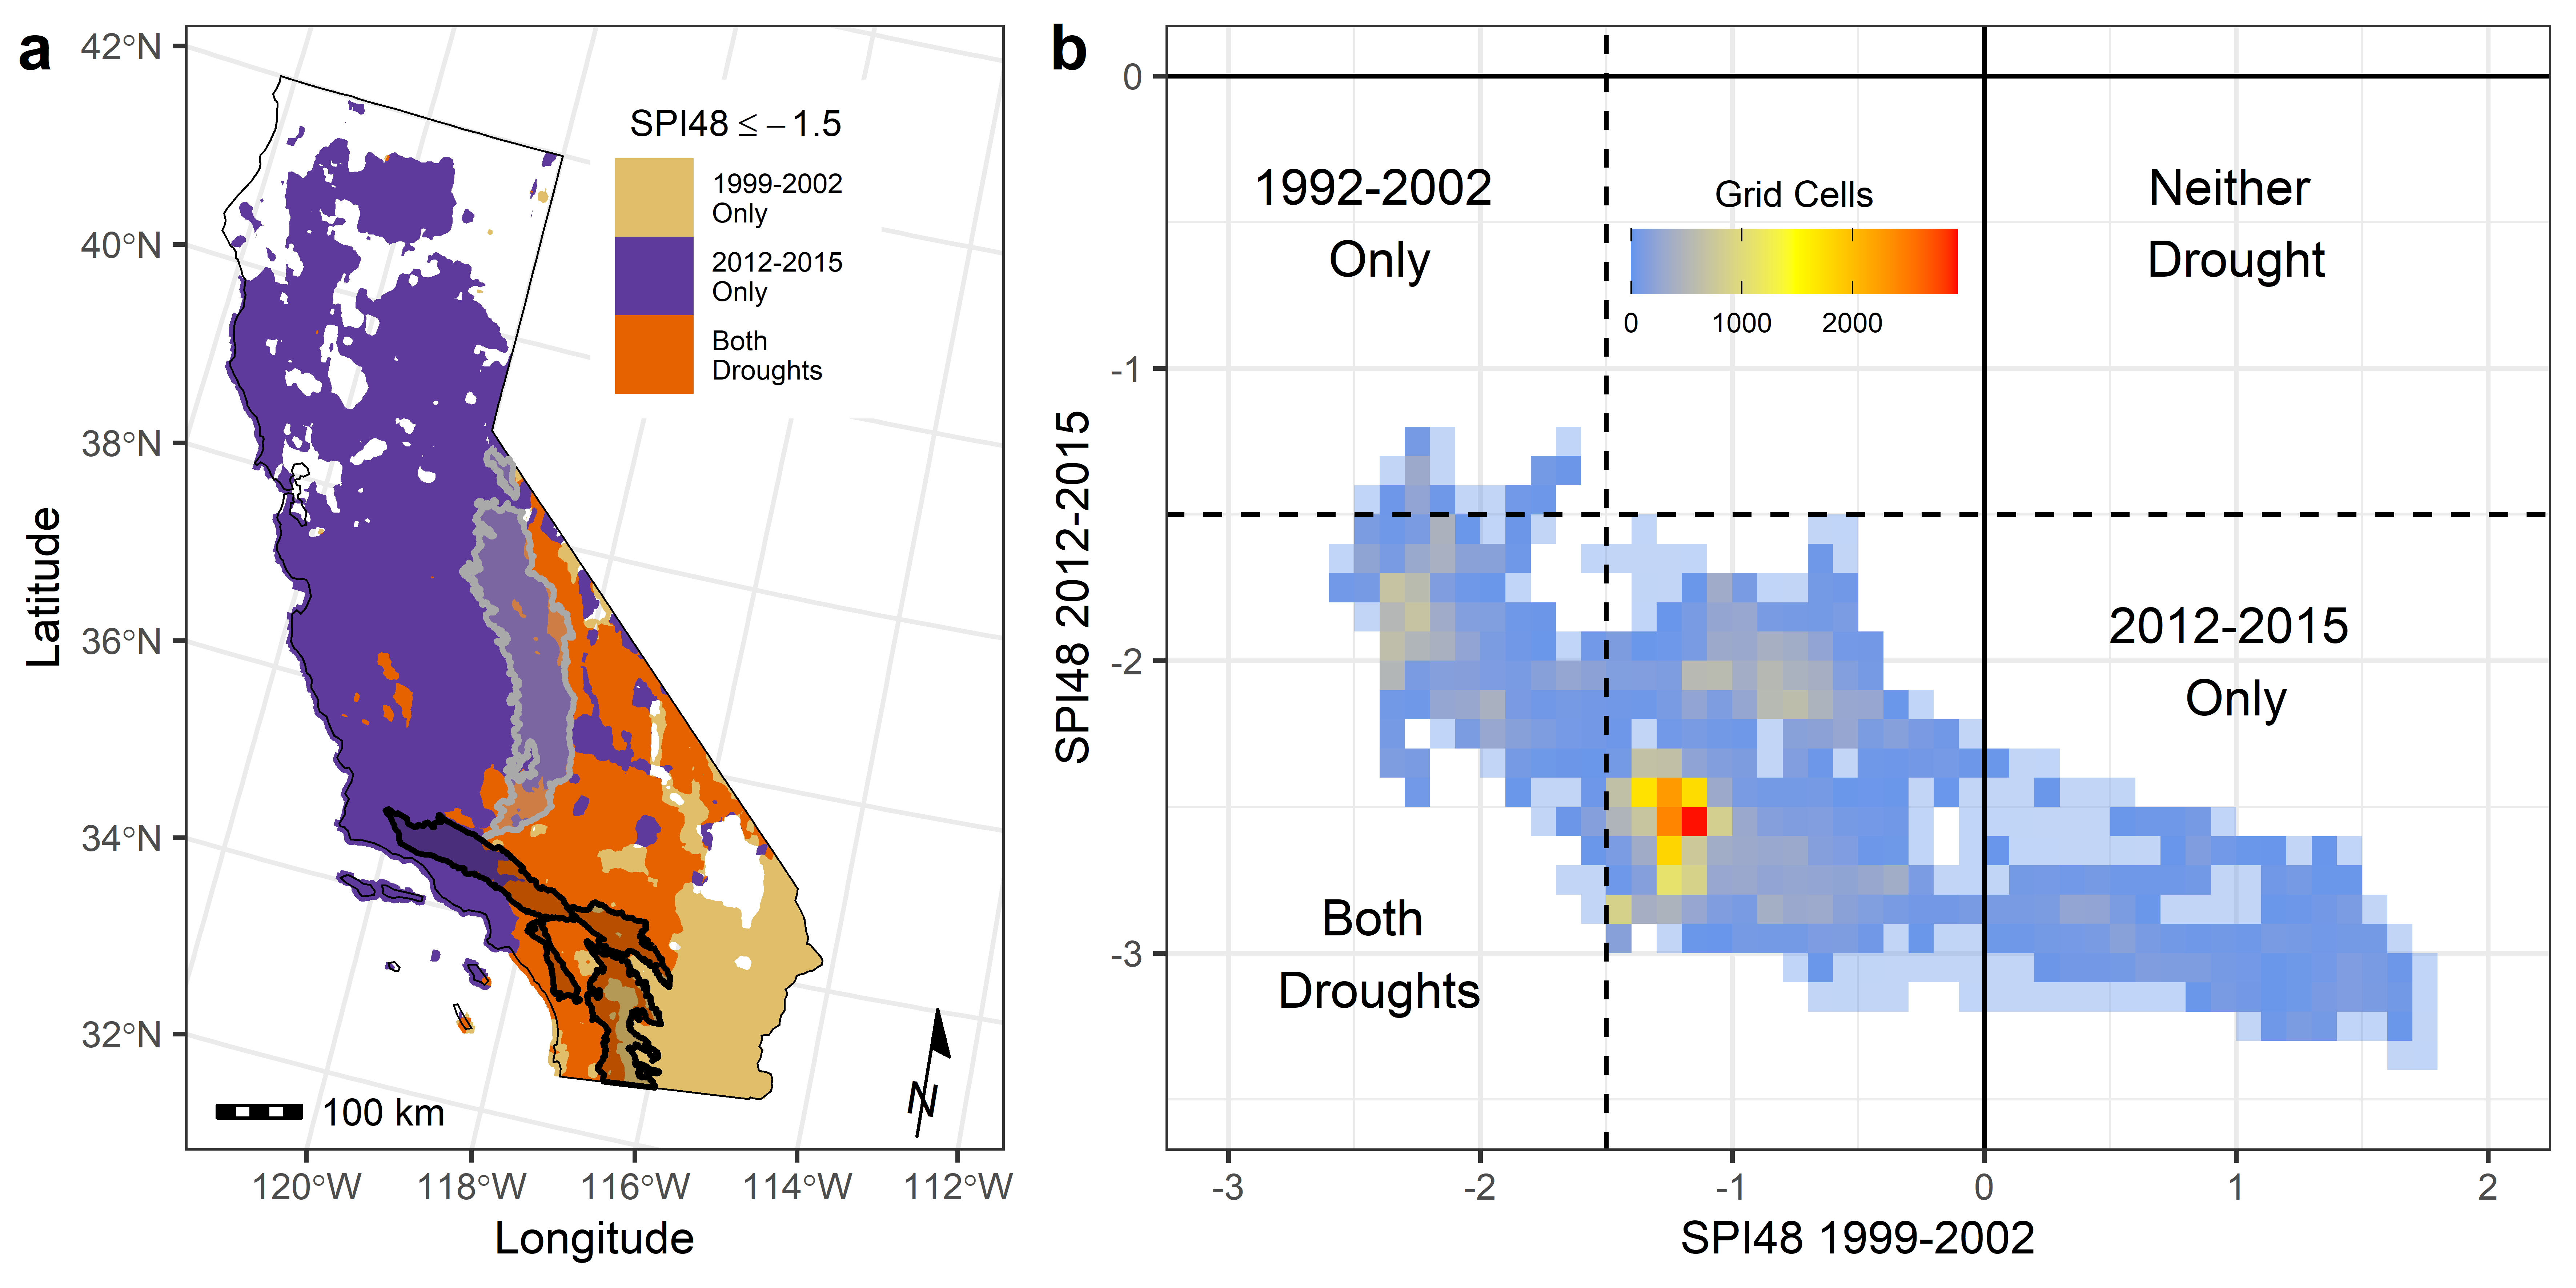 a
42°N
40°N
38°N
36°N
34°N
32°N
Latitude
SPI48 ≤ −1.5
1999-2002
Only
2012-2015
Only
Both
Droughts
100 km
N
120°W
118°W
116°W
114°W
112°W
Longitude
b
0
-1
-2
-3
SPI48 2012-2015
1992-2002
Only
Grid Cells
0
1000
2000
Neither
Drought
2012-2015
Only
Both
Droughts
-3
-2
-1
0
1
2
SPI48 1999-2002